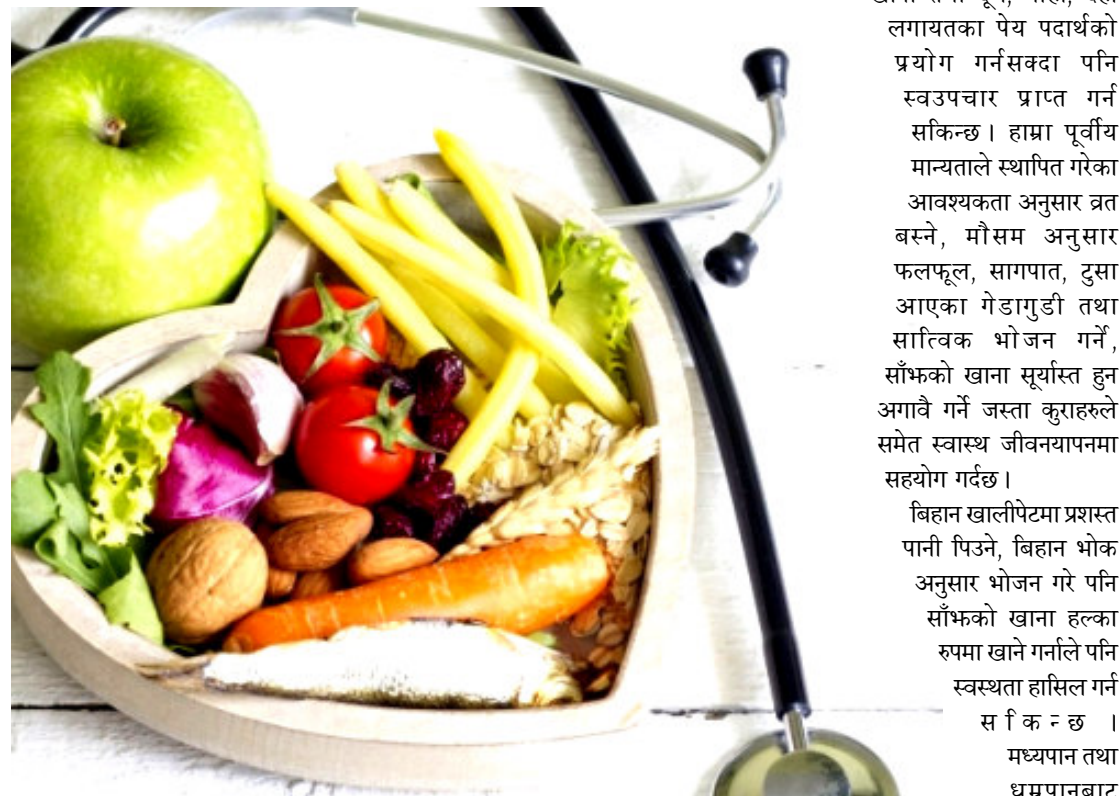 लगायतका पेय पदार्थको
प्रयोग गर्नसक्दा पनि
स्वउपचार प्राप्त गर्न
सकिन्छ। हाम्रा पूर्वीय
मान्यताले स्थापित गरेका
आवश्यकता अनुसार व्रत
बस्ने, मौसम अनुसार
फलफूल, सागपात, टुसा
आएका गेडागुडी तथा
सात्विक भोजन गर्ने,
साँझको खाना सूर्यास्त हुन
अगावै गर्ने जस्ता कुराहरुले
समेत स्वास्थ जीवनयापनमा
सहयोग गर्दछ।
बिहान खालीपेटमा प्रशस्त
पानी पिउने, बिहान भोक
अनुसार भोजन गरे पनि
साँझको खाना हल्का
रुपमा खाने गर्नाले पनि
स्वस्थता हासिल गर्न
सकिन्छ ।
मध्यपान तथा
धुम्रपानबाट